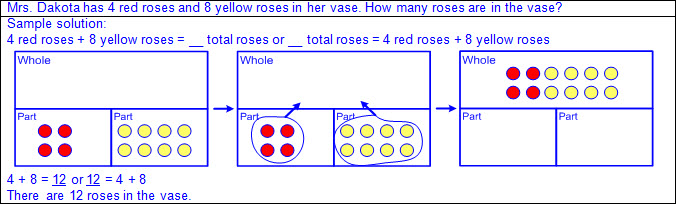 Mrs. Dakota has 4 red roses and 8 yellow roses in her vase. How many roses are in the vase?
Sample solution:
4 red roses + 8 yellow roses = __ total roses or __ total roses = 4 red roses + 8 yellow roses
Whole
Part
Part
Whole
Part
Part
Whole
Part
Part
4 + 8 = 12 or 12 = 4 + 8
There are 12 roses in the vase.